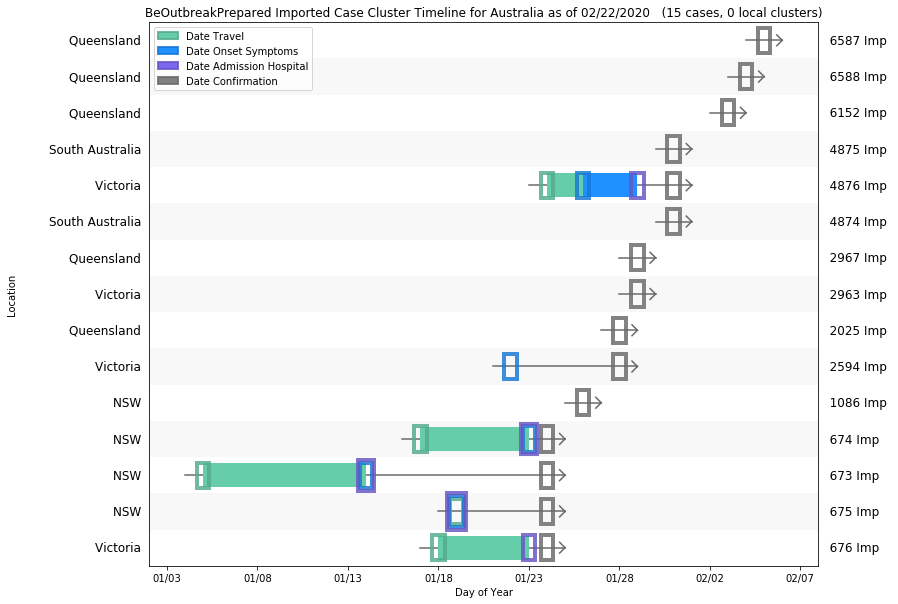 BeOutbreakPrepared Imported Case Cluster Timeline for Australia as of 02/22/2020 (15 cases, 0 local clusters)
Date Travel
Date Onset Symptoms
Date Admission Hospital
Date Confirmation
Queensland 6587 Imp
Queensland 6588 Imp
Queensland 6152 Imp
South Australia 4875 Imp
Victoria 4876 Imp
South Australia 4874 Imp
Queensland 2967 Imp
Victoria 2963 Imp
Queensland 2025 Imp
Victoria 2594 Imp
NSW 1086 Imp
NSW 674 Imp
NSW 673 Imp
NSW 675 Imp
Victoria 676 Imp
Location
01/03 01/08 01/13 01/18 01/23 01/28 02/02 02/07
Day of Year